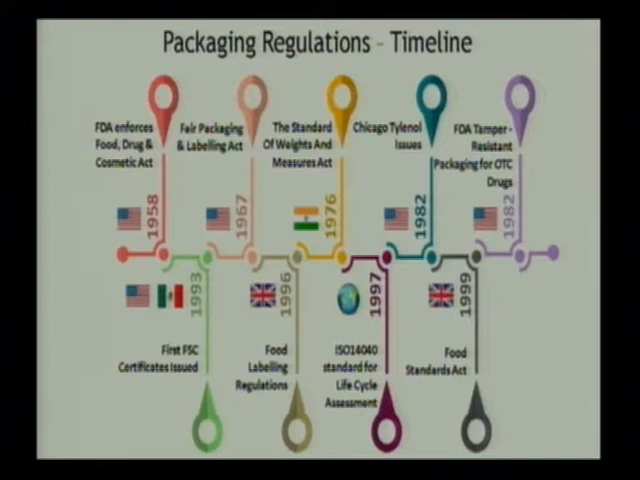 Packaging Regulations - Timeline
FDA enforces
Food, Drug &
Cosmetic Act
1958
Fair Packaging
& Labelling Act
1967
The Standard
Of Weights And
Measures Act
1976
Chicago Tylenol
Issues
1982
FDA Tamper -
Resistant
Packaging for OTC
Drugs
1982
1993
First FSC
Certificates Issued
1996
Food
Labelling
Regulations
1997
ISO14040
standard for
Life Cycle
Assessment
1999
Food
Standards Act